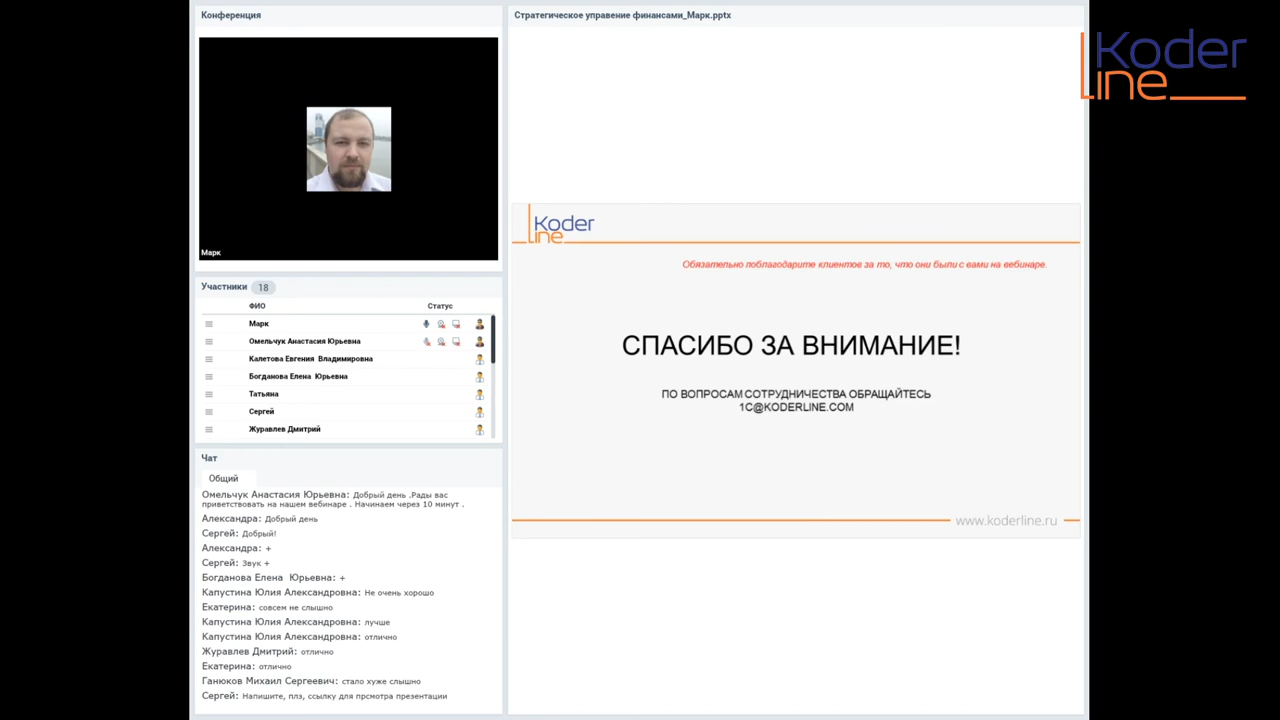 Конференция
Марк
Участники 18
ФИО Статус
Марк
Омельчук Анастасия Юрьевна
Калетова Евгения Владимировна
Богданова Елена Юрьевна
Татьяна
Сергей
Журавлев Дмитрий
Чат
Общий
Омельчук Анастасия Юрьевна: Добрый день .Рады вас
приветствовать на нашем вебинаре . Начинаем через 10 минут .
Александра: Добрый день
Сергей: Добрый!
Александра: +
Сергей: Звук +
Богданова Елена Юрьевна: +
Капустина Юлия Александровна: Не очень хорошо
Екатерина: совсем не слышно
Капустина Юлия Александровна: лучше
Капустина Юлия Александровна: отлично
Журавлев Дмитрий: отлично
Екатерина: отлично
Ганюков Михаил Сергеевич: стало хуже слышно
Сергей: Напишите, плз, ссылку для прсмотра презентации
Стратегическое управение финансами_Марк.pptx
Koder
line
Koder
line
Обязательно поблагодарите клиентов за то, что они были с вами на вебинаре.
СПАСИБО ЗА ВНИМАНИЕ!
ПО ВОПРОСАМ СОТРУДНИЧЕСТВА ОБРАЩАЙТЕСЬ
1C@KODERLINE.COM
www.koderline.ru